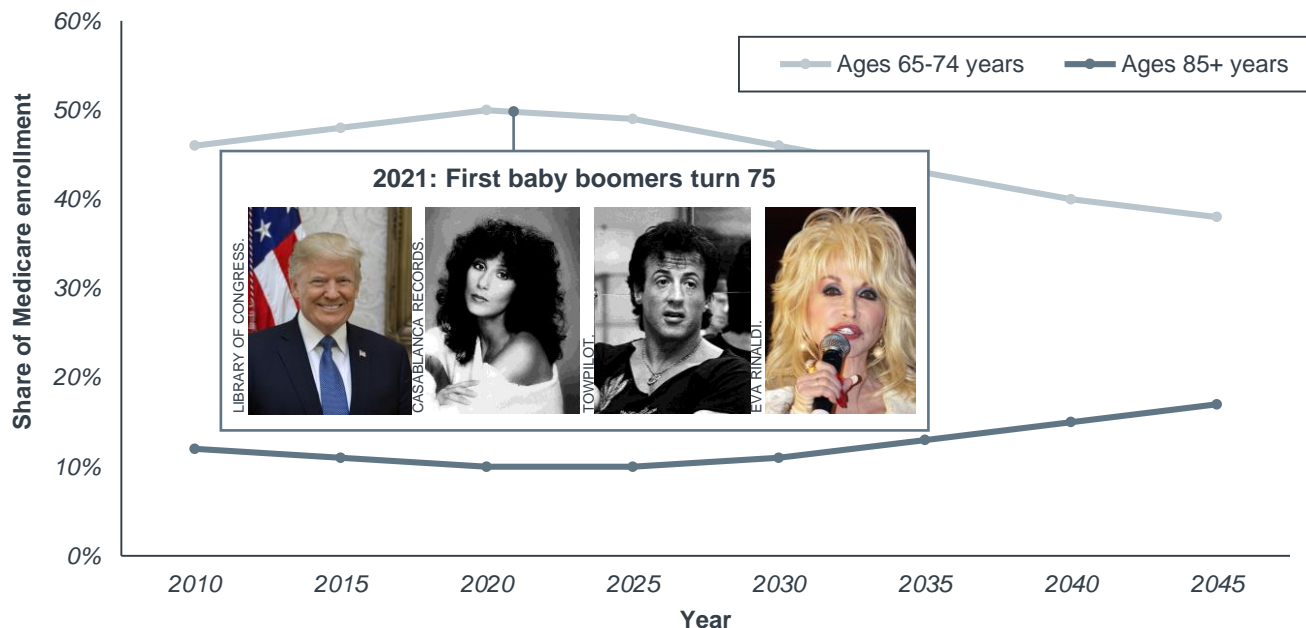 60%
50%
40%
30%
20%
10%
0%
Share of Medicare enrollment
Ages 65-74 years
Ages 85+ years
2021: First baby boomers turn 75
LIBRARY OF CONGRESS.
CASABLANCA RECORDS.
TOWPILOT.
EVA RINALDI.
2010 2015 2020 2025 2030 2035 2040 2045
Year